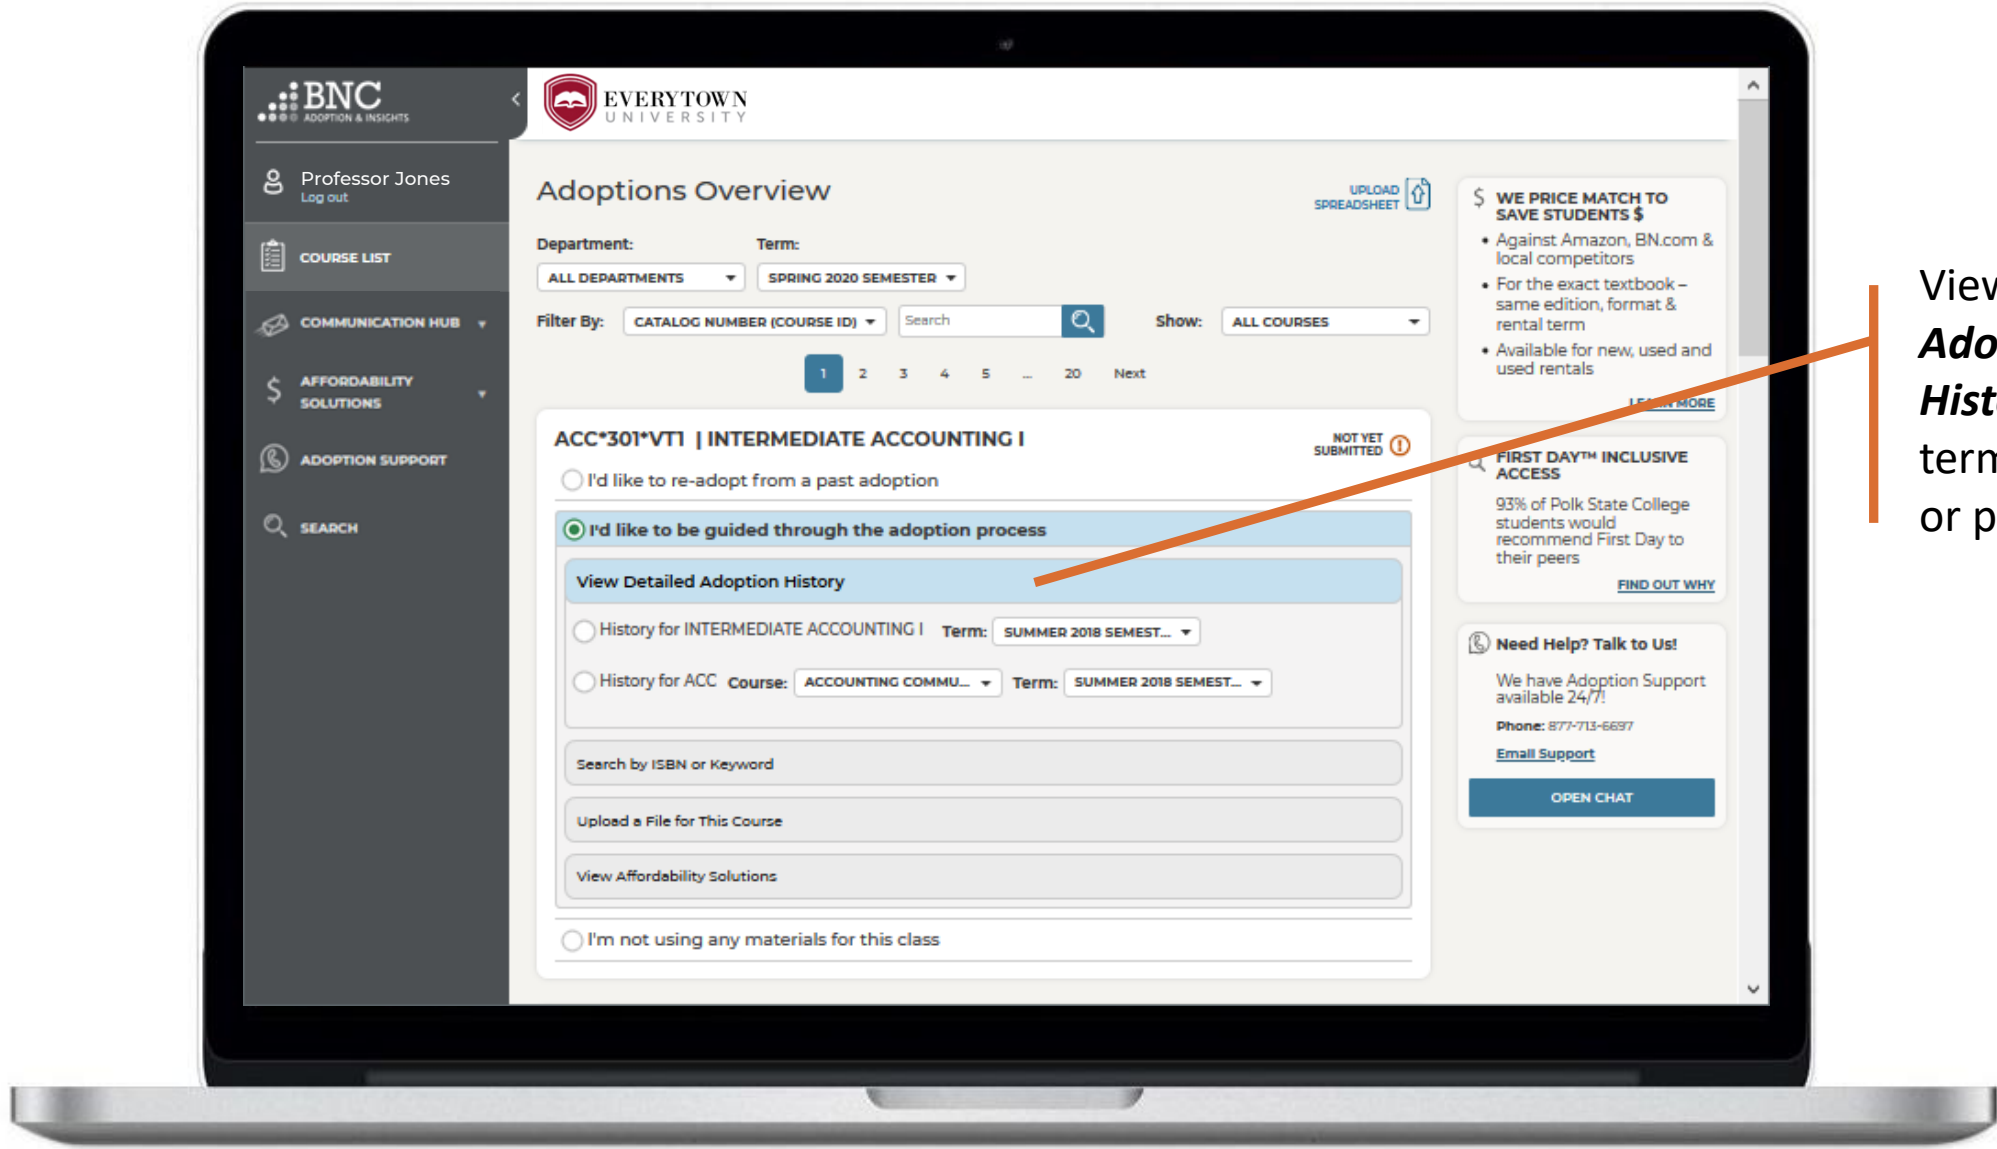 BNC
ADOPTION & INSIGHTS
Professor Jones
Log out
COURSE LIST
COMMUNICATION HUB
AFFORDABILITY
SOLUTIONS
ADOPTION SUPPORT
SEARCH
EVERYTOWN
UNIVERSITY
Adoptions Overview
UPLOAD
SPREADSHEET
Department: Term:
ALL DEPARTMENTS SPRING 2020 SEMESTER
Filter By: CATALOG NUMBER (COURSE ID) Search Show: ALL COURSES
1 2 3 4 5 ... 20 Next
ACC*301*VT1 | INTERMEDIATE ACCOUNTING I
NOT YET
SUBMITTED
I'd like to re-adopt from a past adoption
I'd like to be guided through the adoption process
View Detailed Adoption History
History for INTERMEDIATE ACCOUNTING I Term: SUMMER 2018 SEMEST...
History for ACC Course: ACCOUNTING COMMU... Term: SUMMER 2018 SEMEST...
Search by ISBN or Keyword
Upload a File for This Course
View Affordability Solutions
I'm not using any materials for this class
$ WE PRICE MATCH TO
SAVE STUDENTS $
• Against Amazon, BN.com &
local competitors
• For the exact textbook –
same edition, format &
rental term
• Available for new, used and
used rentals
LEARN MORE
FIRST DAY™ INCLUSIVE
ACCESS
93% of Polk State College
students would
recommend First Day to
their peers
FIND OUT WHY
Need Help? Talk to Us!
We have Adoption Support
available 24/7!
Phone: 877-713-6697
Email Support
OPEN CHAT
View
Ado
Hist
term
or p